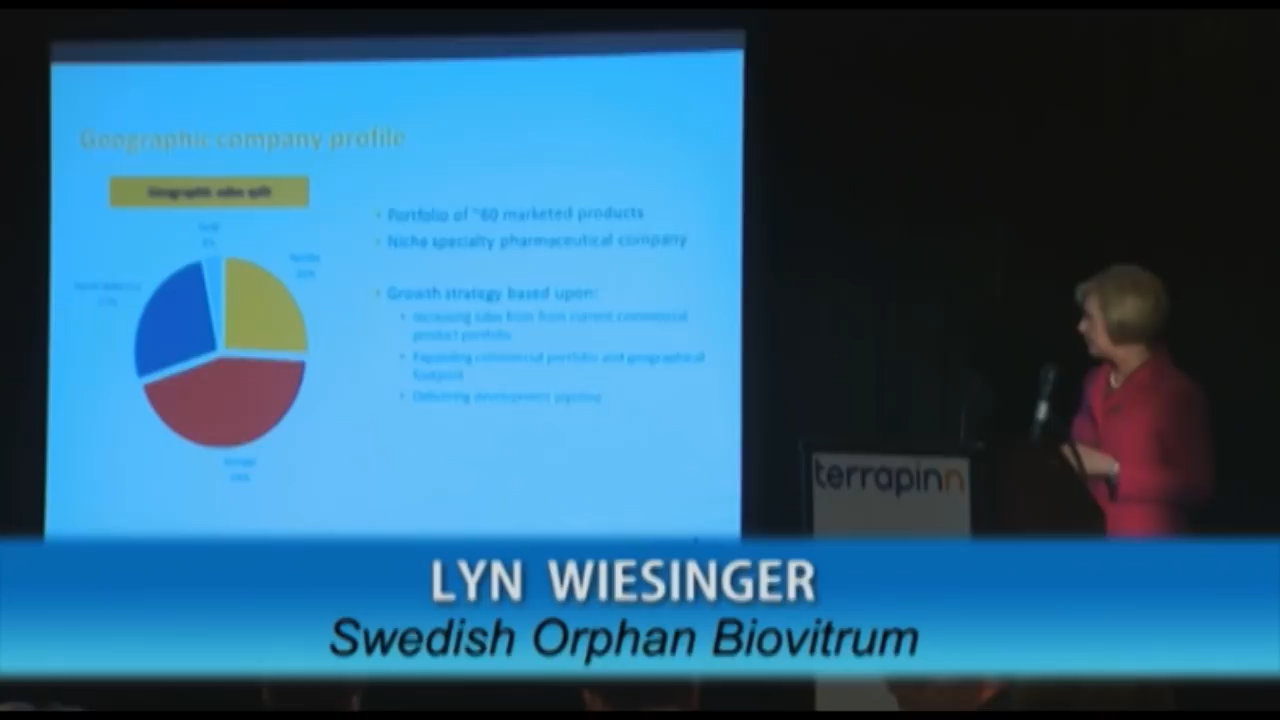 Geographic company profile
Geographic sales split
Portfolio of ~60 marketed products
Niche specialty pharmaceutical company
Growth strategy based upon:
Increasing sales from current commercial
product portfolio
Expanding commercial portfolio and geographical
footprint
Delivering development pipeline
Europe
terrapinn
LYN WIESINGER
Swedish Orphan Biovitrum